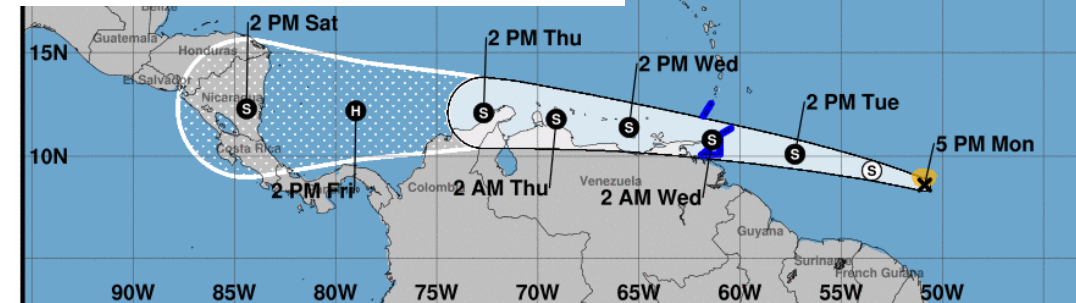 Belize
2 PM Sat
Guatemala
15N
Honduras
2 PM Thu
El Salvador
2 PM Wed
Nicaragua
S
H
S
S
S
S
S
S
2 PM Tue
5 PM Mon
Costa Rica
10N
2 PM Fri
Colomb
2 AM Thu
Venezuela
2 AM Wed
Guyana
Surinam
French Guiana
90W
85W
80W
75W
70W
65W
60W
55W
50W